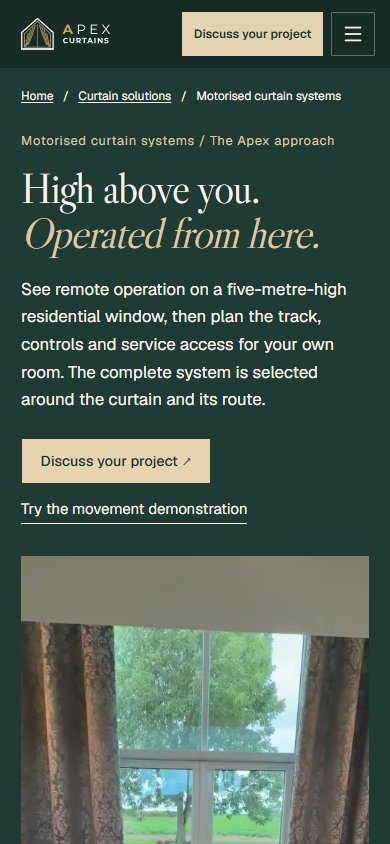 APEX
CURTAINS
Discuss your project
Home / Curtain solutions / Motorised curtain systems
Motorised curtain systems / The Apex approach
High above you.
Operated from here.
See remote operation on a five-metre-high
residential window, then plan the track,
controls and service access for your own
room. The complete system is selected
around the curtain and its route.
Discuss your project ↗
Try the movement demonstration